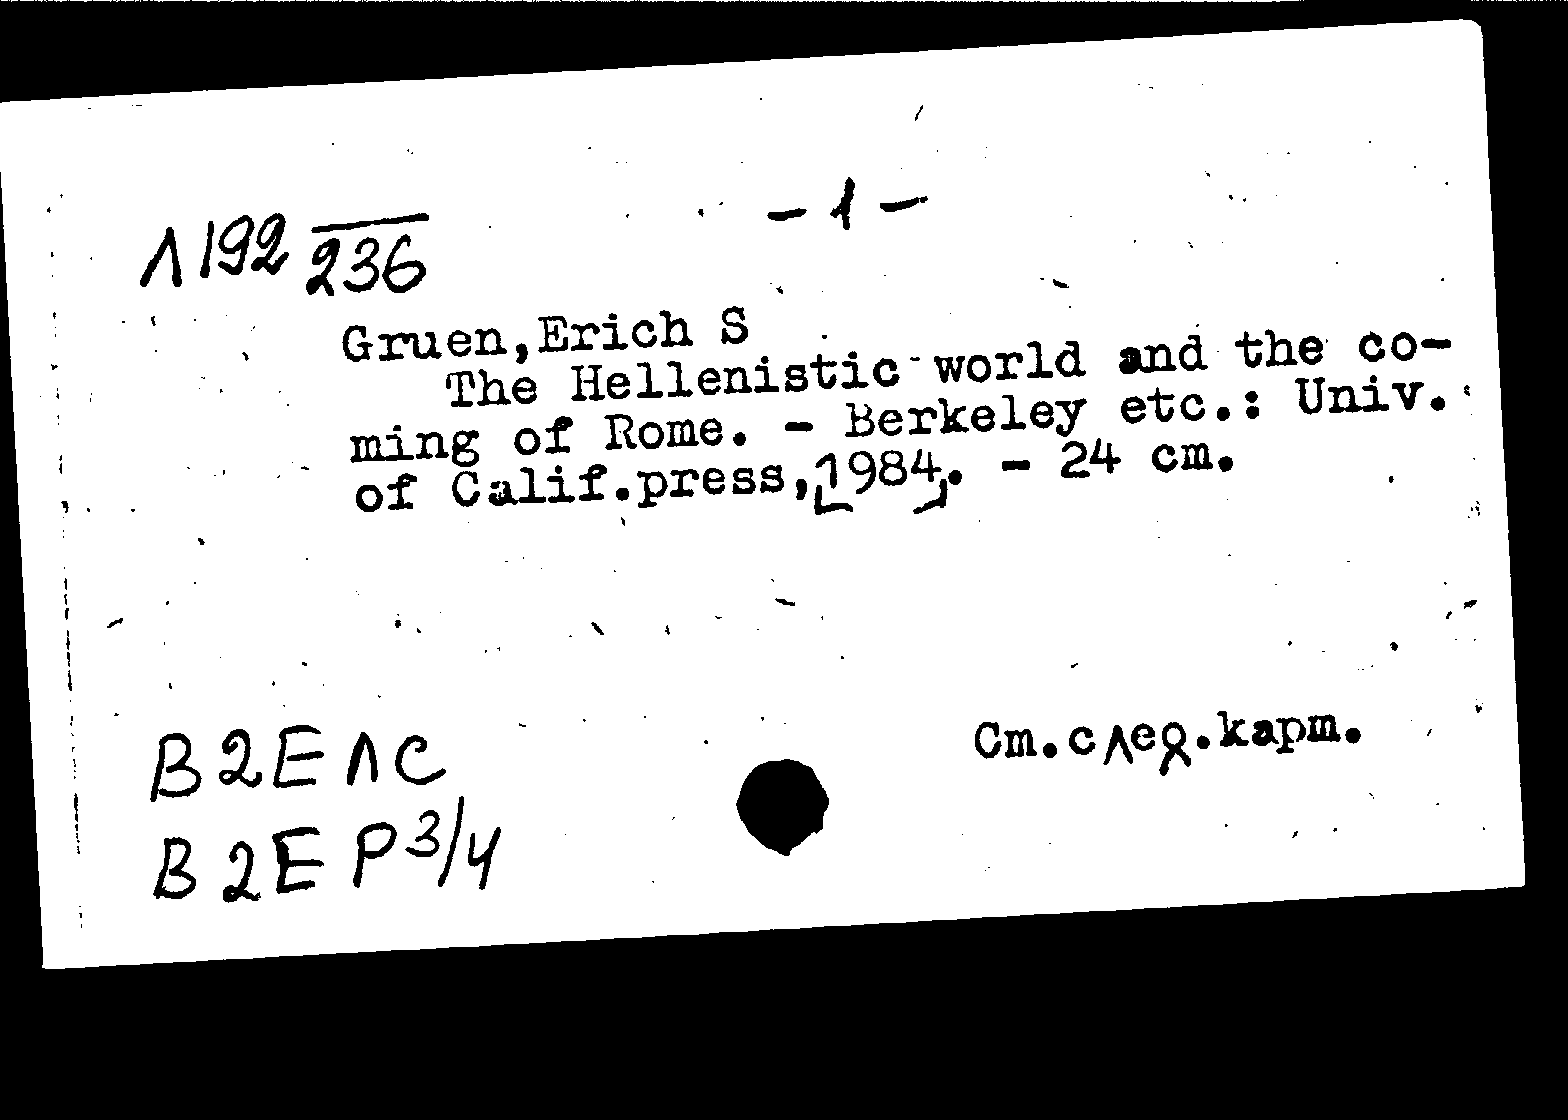 - 1 -
Л 192 236
Gruen,Erich S
The Hellenistic world and the co-
ming of Rome. - Berkeley etc.: Univ.
of Calif.press,[1984]. - 24 cm.
В2ЕЛС
В2ЕР3/4
См.след.карт.